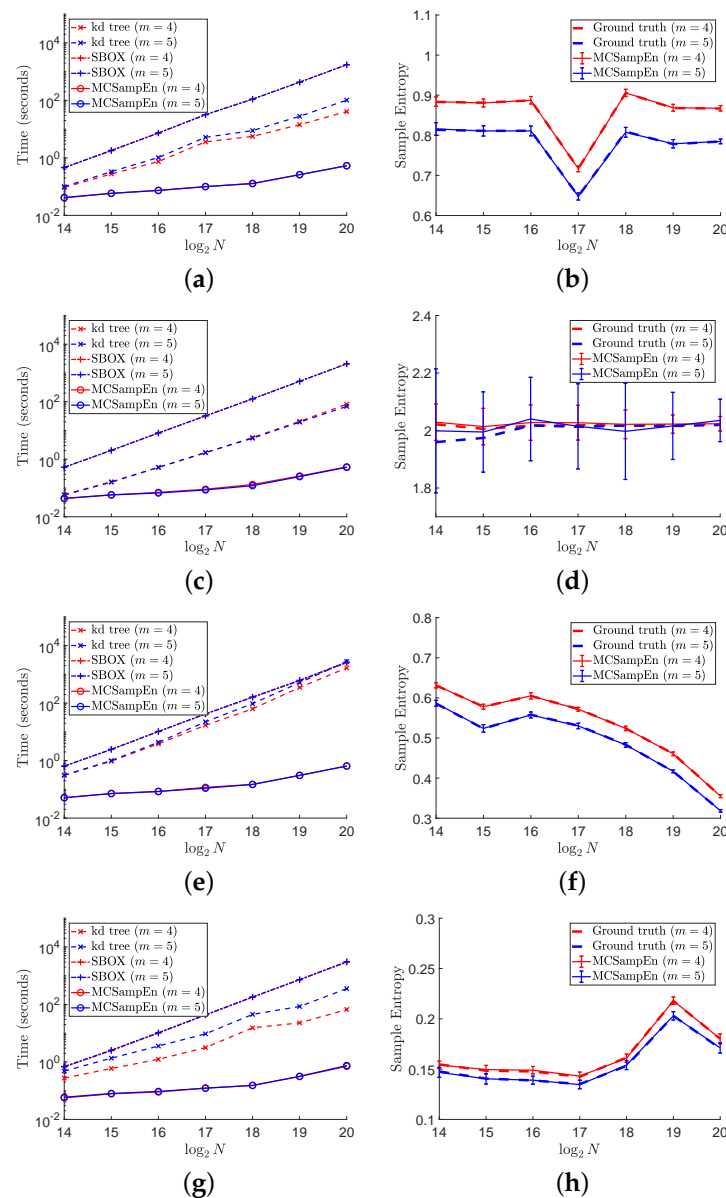 Time (seconds)
10^4
10^2
10^0
10^-2
kd tree (m = 4)
kd tree (m = 5)
SBOX (m = 4)
SBOX (m = 5)
MCSampEn (m = 4)
MCSampEn (m = 5)
14 15 16 17 18 19 20
log_2 N
(a)
Sample Entropy
1.1
1
0.9
0.8
0.7
0.6
Ground truth (m = 4)
Ground truth (m = 5)
MCSampEn (m = 4)
MCSampEn (m = 5)
14 15 16 17 18 19 20
log_2 N
(b)
Time (seconds)
10^4
10^2
10^0
10^-2
kd tree (m = 4)
kd tree (m = 5)
SBOX (m = 4)
SBOX (m = 5)
MCSampEn (m = 4)
MCSampEn (m = 5)
14 15 16 17 18 19 20
log_2 N
(c)
Sample Entropy
2.4
2.2
2
1.8
Ground truth (m = 4)
Ground truth (m = 5)
MCSampEn (m = 4)
MCSampEn (m = 5)
14 15 16 17 18 19 20
log_2 N
(d)
Time (seconds)
10^4
10^2
10^0
10^-2
kd tree (m = 4)
kd tree (m = 5)
SBOX (m = 4)
SBOX (m = 5)
MCSampEn (m = 4)
MCSampEn (m = 5)
14 15 16 17 18 19 20
log_2 N
(e)
Sample Entropy
0.8
0.7
0.6
0.5
0.4
0.3
Ground truth (m = 4)
Ground truth (m = 5)
MCSampEn (m = 4)
MCSampEn (m = 5)
14 15 16 17 18 19 20
log_2 N
(f)
Time (seconds)
10^4
10^2
10^0
10^-2
kd tree (m = 4)
kd tree (m = 5)
SBOX (m = 4)
SBOX (m = 5)
MCSampEn (m = 4)
MCSampEn (m = 5)
14 15 16 17 18 19 20
log_2 N
(g)
Sample Entropy
0.3
0.25
0.2
0.15
0.1
Ground truth (m = 4)
Ground truth (m = 5)
MCSampEn (m = 4)
MCSampEn (m = 5)
14 15 16 17 18 19 20
log_2 N
(h)